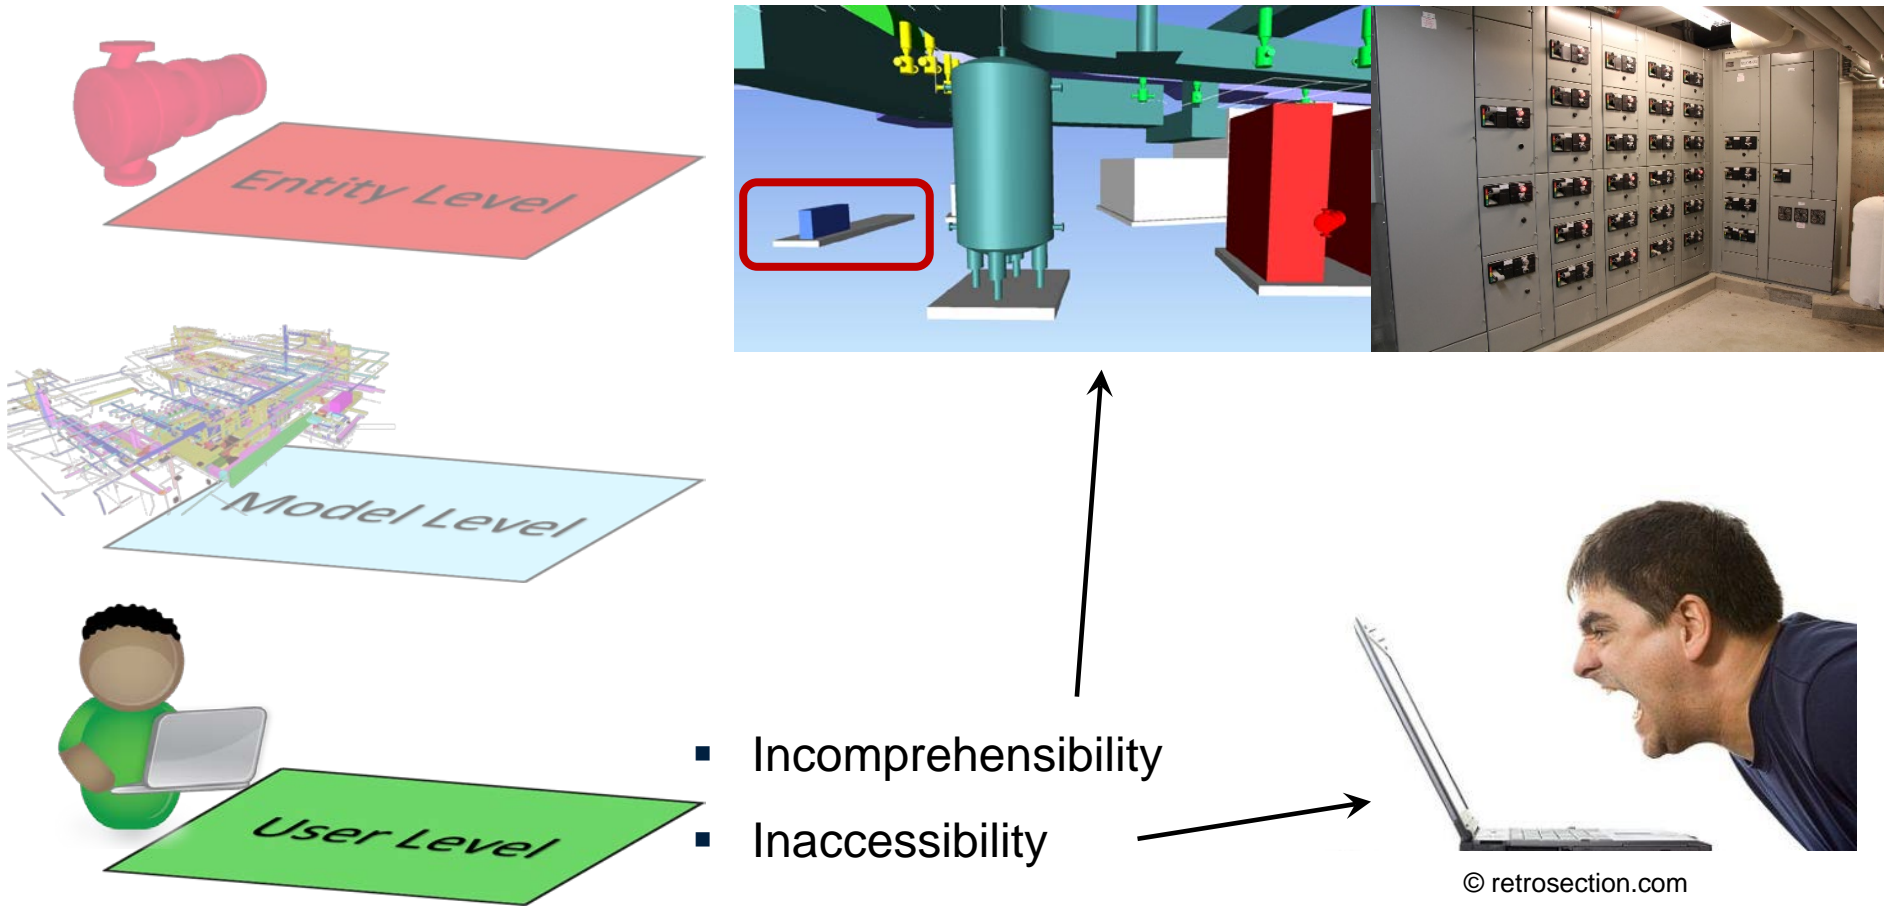 Entity Level
Model Level
User Level
▪ Incomprehensibility
▪ Inaccessibility
© retrosection.com